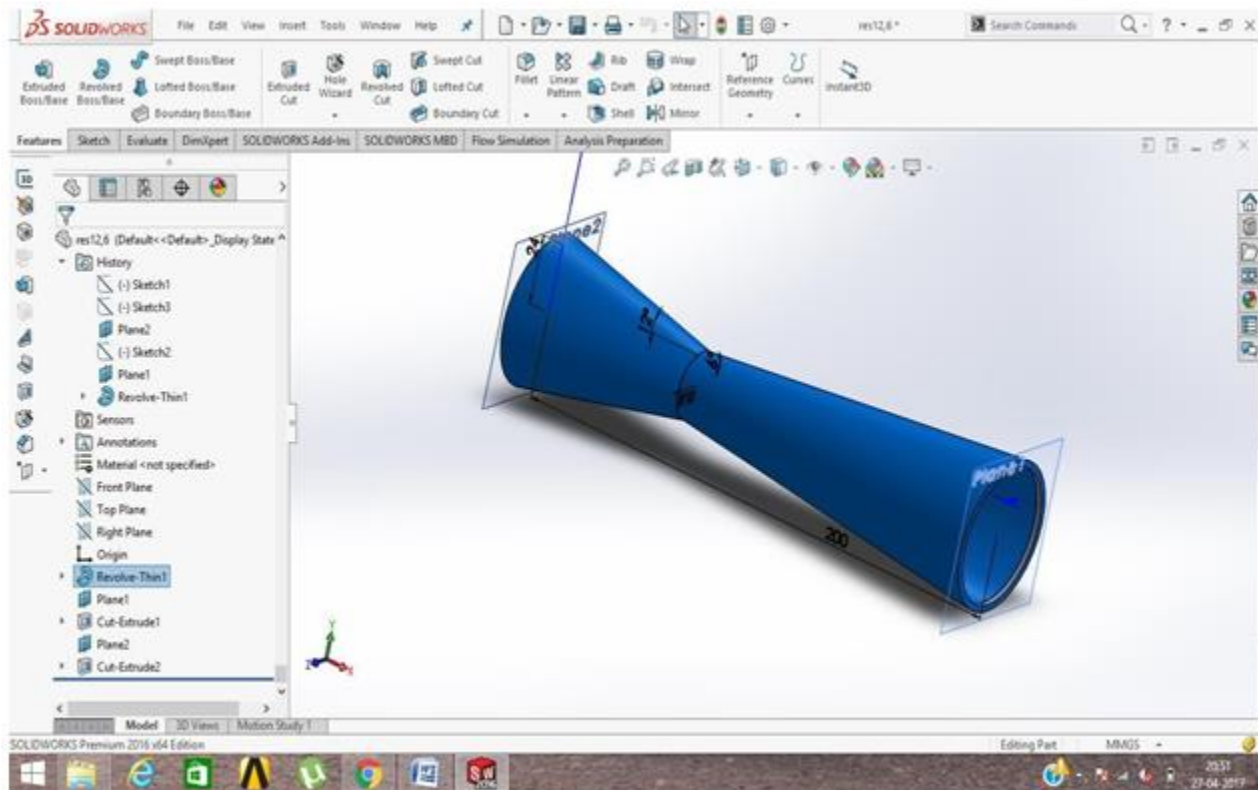 SOLIDWORKS File Edit View Insert Tools Window Help res12,6 * Search Commands
Extruded Boss/Base Revolved Boss/Base Swept Boss/Base Lofted Boss/Base Boundary Boss/Base Extruded Cut Hole Wizard Revolved Cut Swept Cut Lofted Cut Boundary Cut Fillet Linear Pattern Rib Draft Shell Wrap Intersect Mirror Reference Geometry Curves Instant3D
Features Sketch Evaluate DimXpert SOLIDWORKS Add-Ins SOLIDWORKS MBD Flow Simulation Analysis Preparation
res12,6 (Default<<Default>_Display State
History
(-) Sketch1
(-) Sketch3
Plane2
(-) Sketch2
Plane1
Revolve-Thin1
Sensors
Annotations
Material <not specified>
Front Plane
Top Plane
Right Plane
Origin
Revolve-Thin1
Plane1
Cut-Extrude1
Plane2
Cut-Extrude2
Plane1
200
Model 3D Views Motion Study 1
SOLIDWORKS Premium 2016 x64 Edition Editing Part MMGS
20:51
27-04-2017